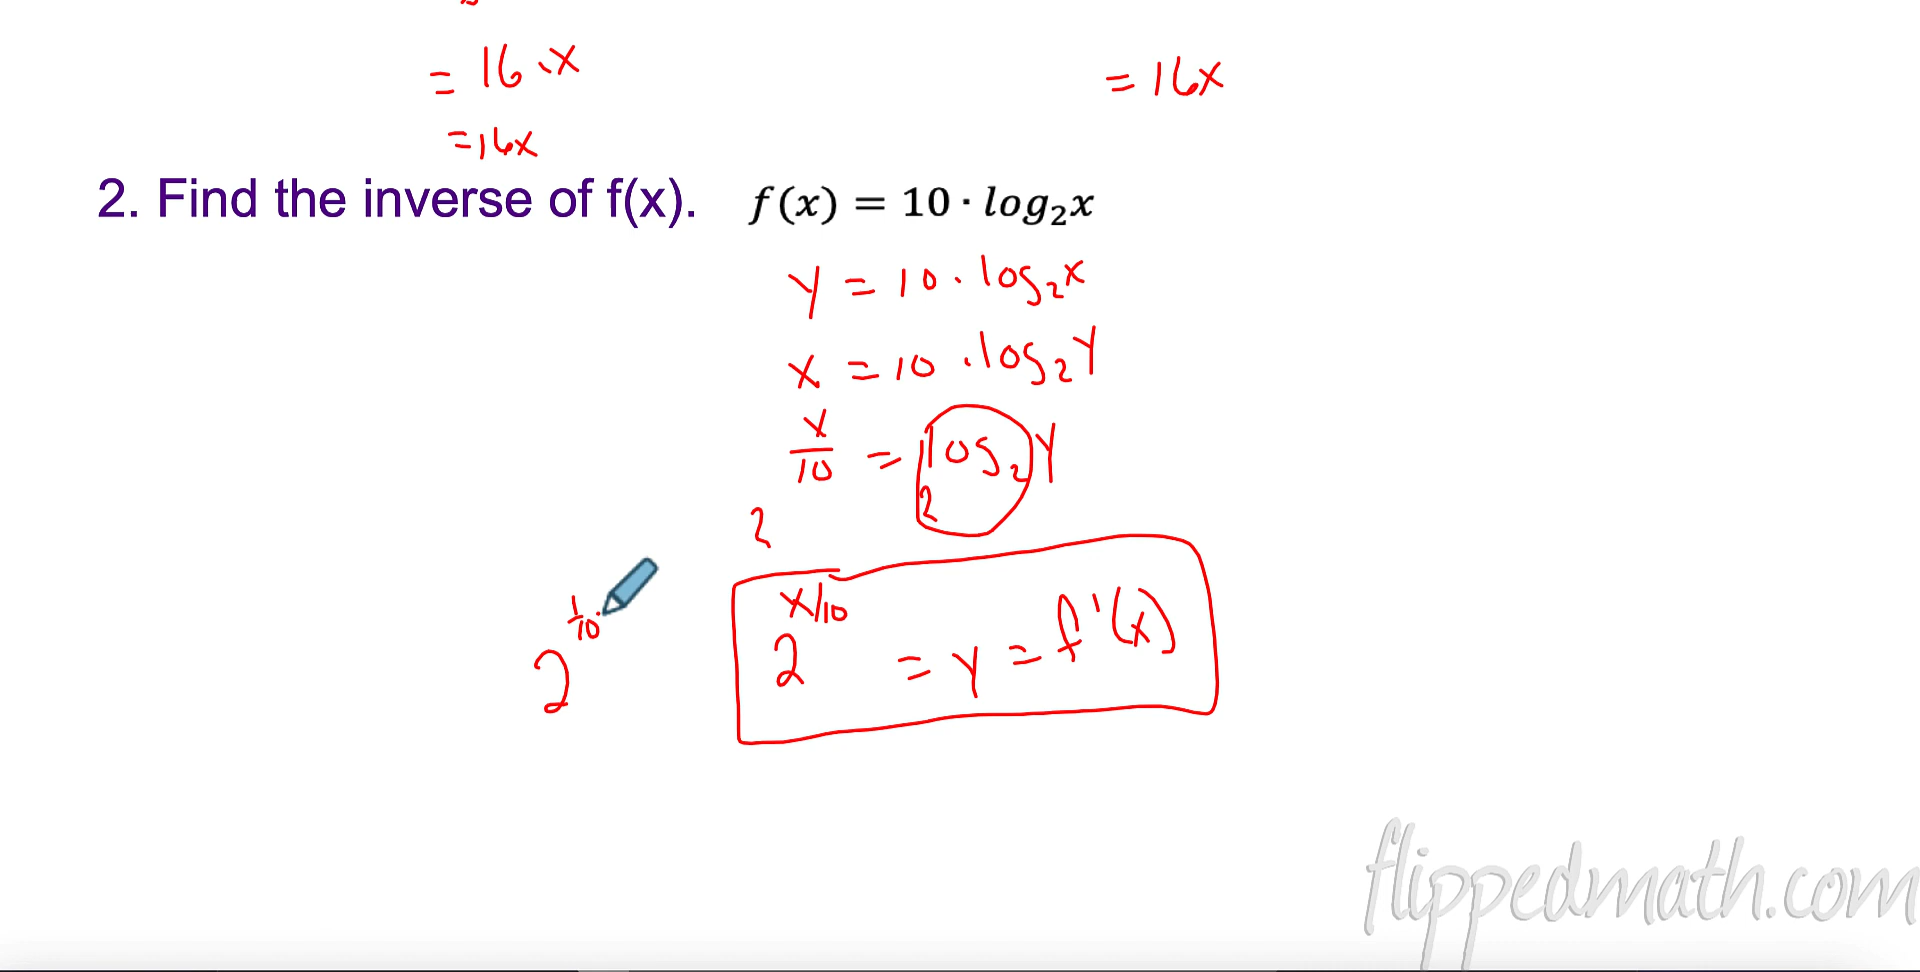 = 16 · x
= 16x
= 16x
2. Find the inverse of f(x). f(x) = 10 · log₂x
y = 10 · log₂x
x = 10 · log₂y
x/10 = log₂y
2
2
2^(x/10) = y = f'(x)
2^(1/10 ·
flippedmath.com